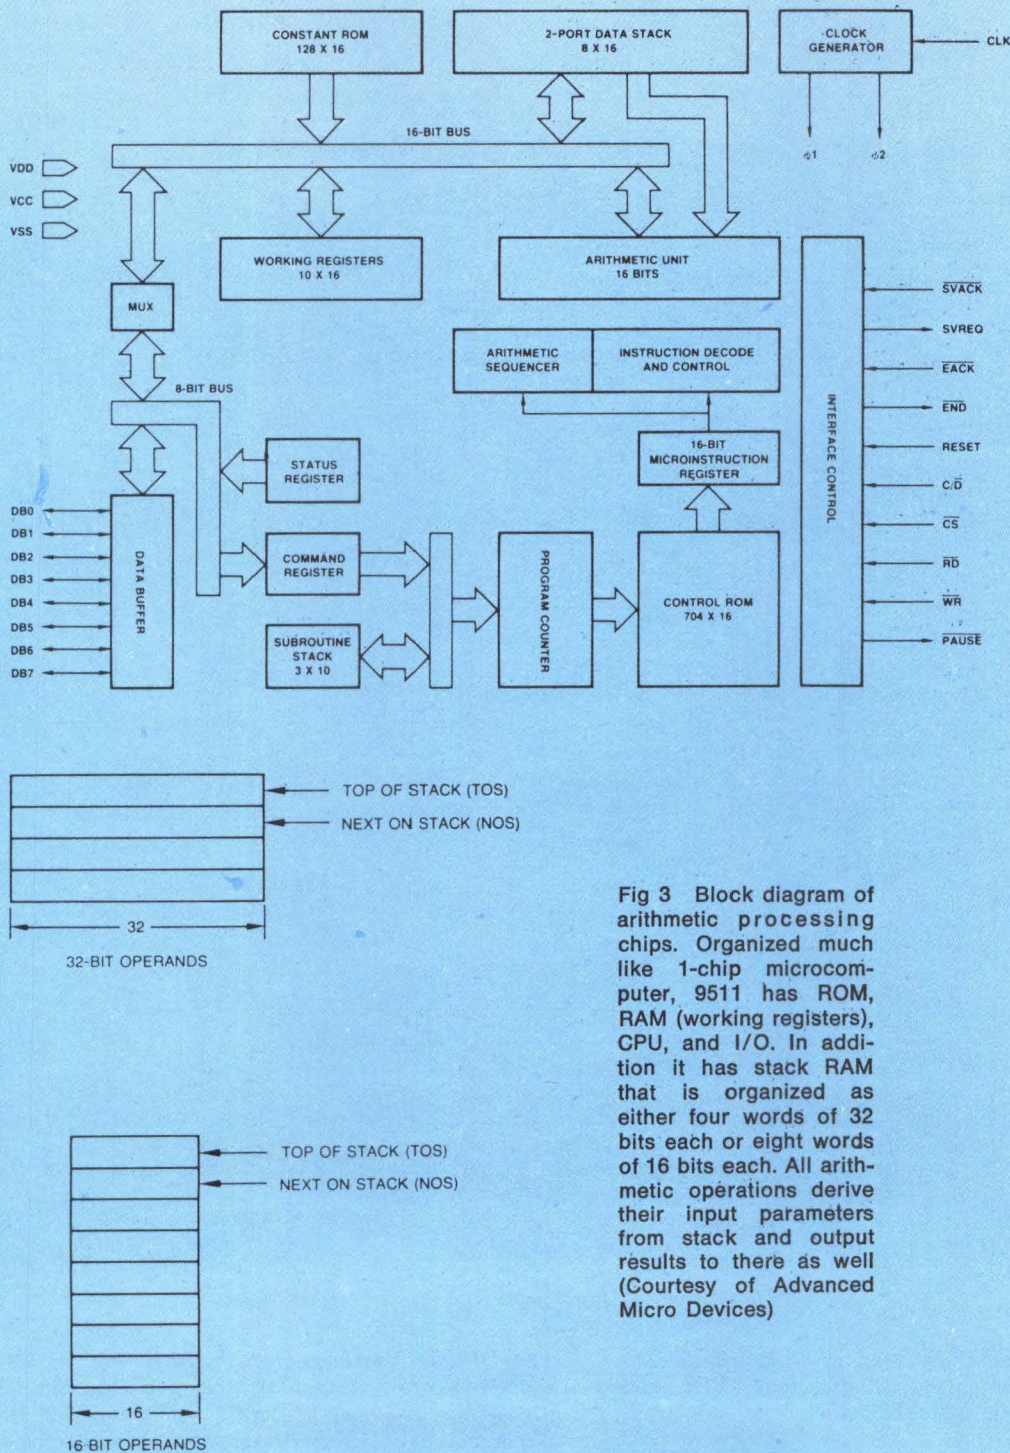 CONSTANT ROM
128 X 16
2-PORT DATA STACK
8 X 16
CLOCK
GENERATOR
CLK
16-BIT BUS
ϕ1
ϕ2
VDD
VCC
VSS
WORKING REGISTERS
10 X 16
ARITHMETIC UNIT
16 BITS
MUX
8-BIT BUS
ARITHMETIC
SEQUENCER
INSTRUCTION DECODE
AND CONTROL
STATUS
REGISTER
16-BIT
MICROINSTRUCTION
REGISTER
DB0
DB1
DB2
DB3
DB4
DB5
DB6
DB7
DATA BUFFER
COMMAND
REGISTER
SUBROUTINE
STACK
3 X 10
PROGRAM COUNTER
CONTROL ROM
704 X 16
INTERFACE CONTROL
S̅V̅A̅C̅K̅
SVREQ
E̅A̅C̅K̅
E̅N̅D̅
RESET
C/D̅
C̅S̅
R̅D̅
W̅R̅
P̅A̅U̅S̅E̅
TOP OF STACK (TOS)
NEXT ON STACK (NOS)
32
32-BIT OPERANDS
Fig 3 Block diagram of
arithmetic processing
chips. Organized much
like 1-chip microcom-
puter, 9511 has ROM,
RAM (working registers),
CPU, and I/O. In addi-
tion it has stack RAM
that is organized as
either four words of 32
bits each or eight words
of 16 bits each. All arith-
metic operations derive
their input parameters
from stack and output
results to there as well
(Courtesy of Advanced
Micro Devices)
TOP OF STACK (TOS)
NEXT ON STACK (NOS)
16
16-BIT OPERANDS